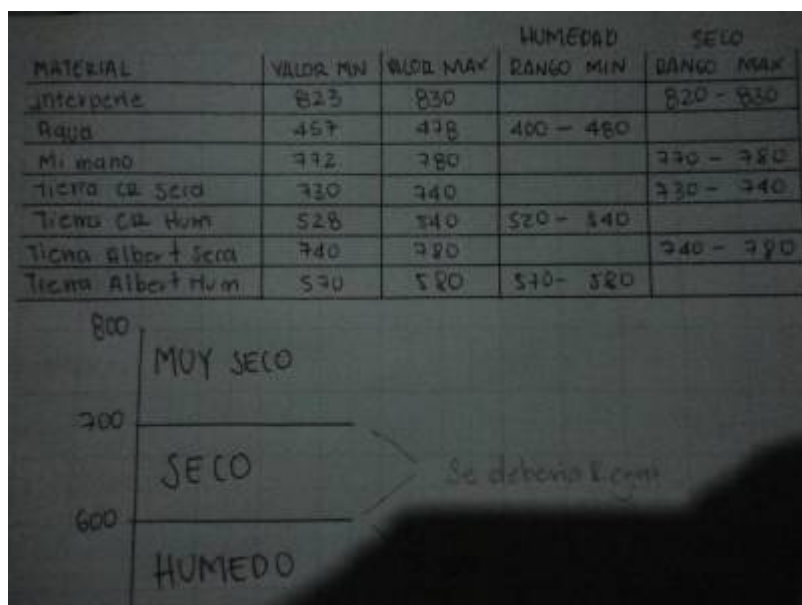 HUMEDAD SECO
MATERIAL VALOR MIN VALOR MAX RANGO MIN RANGO MAX
interperie 823 830 820 - 830
Agua 457 478 400 - 480
Mi mano 772 780 770 - 780
Tierra CR Seca 730 740 730 - 740
Tierra CR Hum 528 540 520 - 540
Tierra Albert Seca 740 780 740 - 780
Tierra Albert Hum 570 580 570 - 580
800
MUY SECO
700
SECO
Se deberia
600
HUMEDO